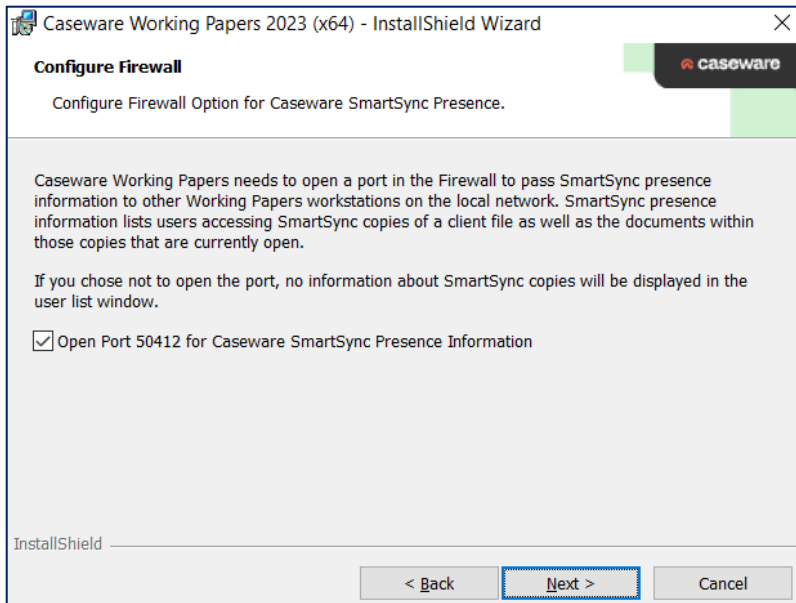 Caseware Working Papers 2023 (x64) - InstallShield Wizard
Configure Firewall
caseware
Configure Firewall Option for Caseware SmartSync Presence.
Caseware Working Papers needs to open a port in the Firewall to pass SmartSync presence
information to other Working Papers workstations on the local network. SmartSync presence
information lists users accessing SmartSync copies of a client file as well as the documents within
those copies that are currently open.
If you chose not to open the port, no information about SmartSync copies will be displayed in the
user list window.
Open Port 50412 for Caseware SmartSync Presence Information
InstallShield
< Back
Next >
Cancel